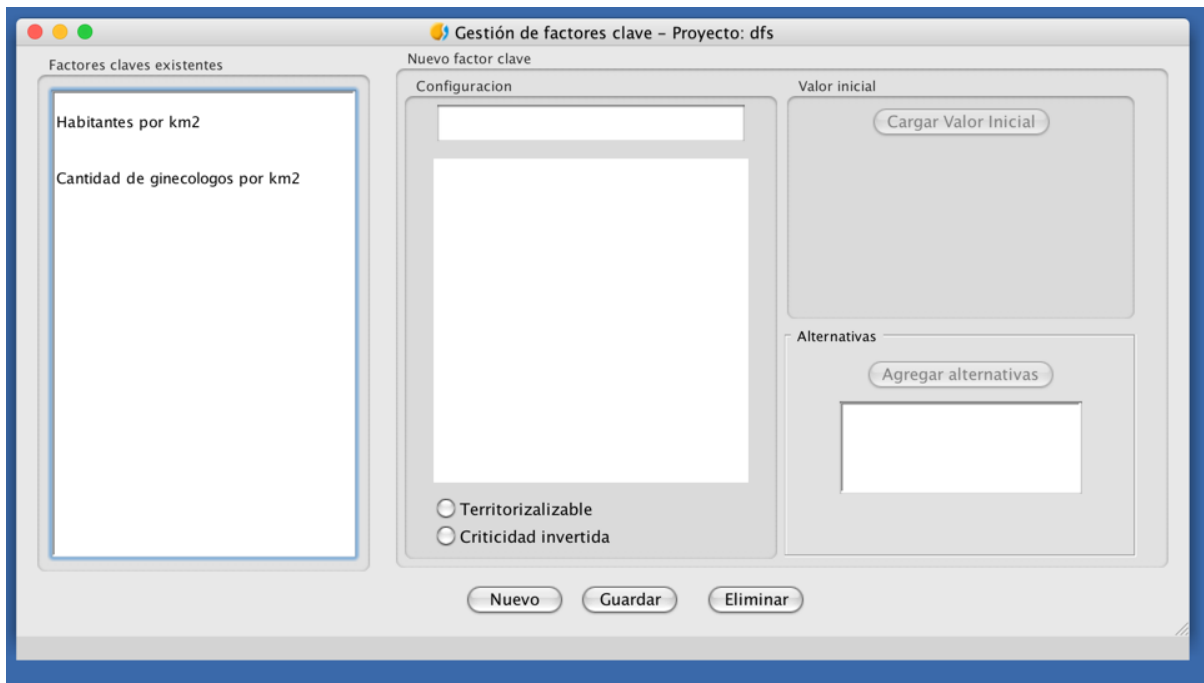 Gestión de factores clave – Proyecto: dfs
Factores claves existentes
Habitantes por km2
Cantidad de ginecologos por km2
Nuevo factor clave
Configuracion
Territorizalizable
Criticidad invertida
Valor inicial
Cargar Valor Inicial
Alternativas
Agregar alternativas
Nuevo
Guardar
Eliminar